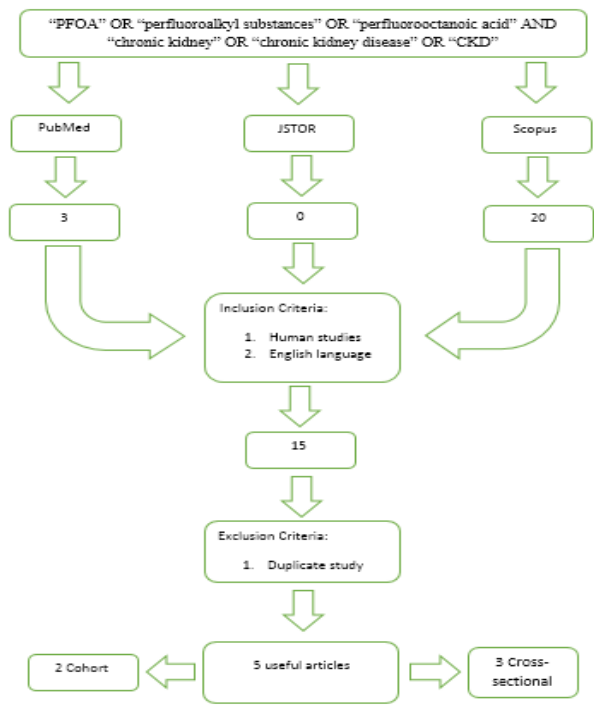 “PFOA” OR “perfluoroalkyl substances” OR “perfluorooctanoic acid” AND
“chronic kidney” OR “chronic kidney disease” OR “CKD”
PubMed
JSTOR
Scopus
3
0
20
Inclusion Criteria:
1. Human studies
2. English language
15
Exclusion Criteria:
1. Duplicate study
2 Cohort
5 useful articles
3 Cross-
sectional